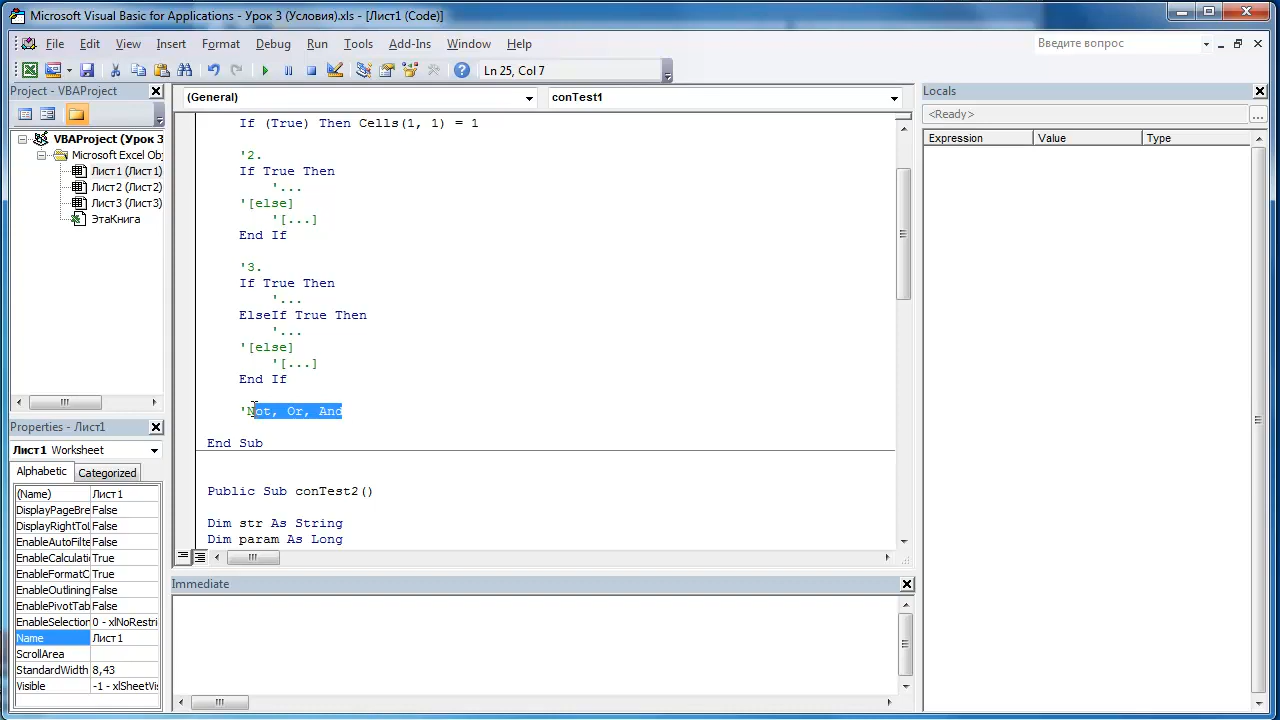 Microsoft Visual Basic for Applications - Урок 3 (Условия).xls - [Лист1 (Code)]
File Edit View Insert Format Debug Run Tools Add-Ins Window Help
Введите вопрос
Ln 25, Col 7
Project - VBAProject
(General)
conTest1
Locals
<Ready>
...
Expression Value Type
VBAProject (Урок 3
Microsoft Excel Obj
Лист1 (Лист1)
Лист2 (Лист2)
Лист3 (Лист3)
ЭтаКнига
If (True) Then Cells(1, 1) = 1
'2.
If True Then
'...
'[else]
'[...]
End If
'3.
If True Then
'...
ElseIf True Then
'...
'[else]
'[...]
End If
'Not, Or, And
End Sub
Public Sub conTest2()
Dim str As String
Dim param As Long
Properties - Лист1
Лист1 Worksheet
Alphabetic Categorized
(Name) Лист1
DisplayPageBre False
DisplayRightToL False
EnableAutoFilte False
EnableCalculati True
EnableFormatC True
EnableOutlining False
EnablePivotTab False
EnableSelection 0 - xlNoRestri
Name Лист1
ScrollArea
StandardWidth 8,43
Visible -1 - xlSheetVis
Immediate